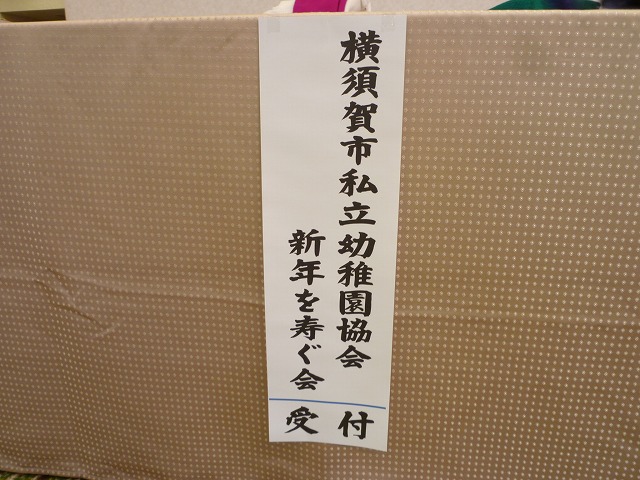 横須賀市私立幼稚園協会
新年を寿ぐ会
受付